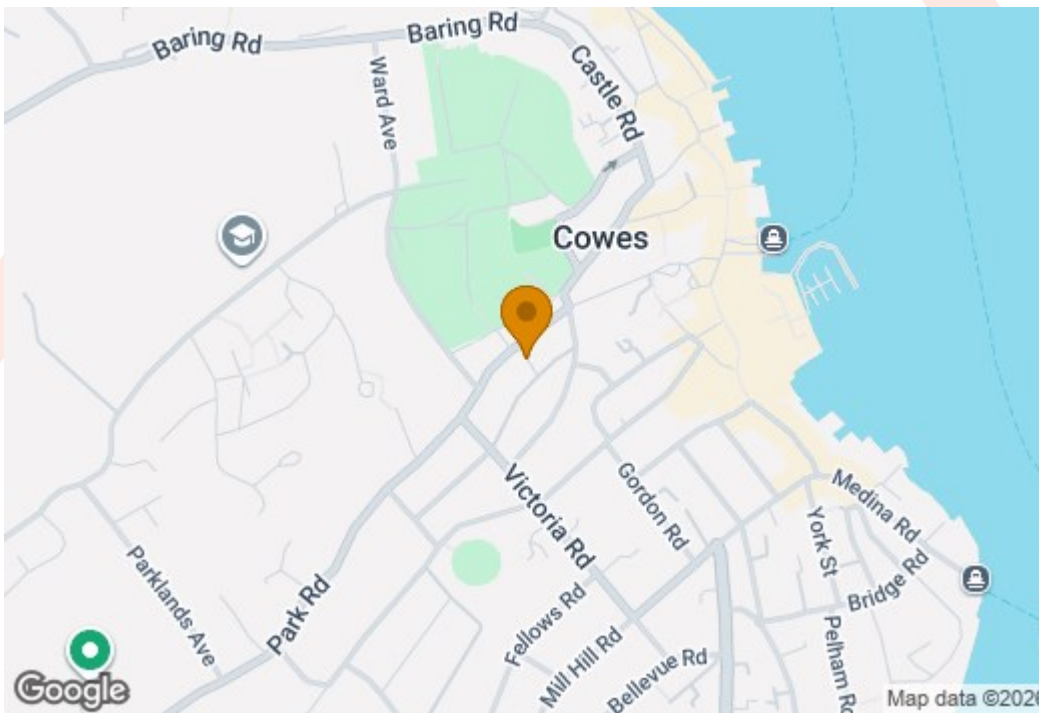 Baring Rd
Baring Rd
Ward Ave
Castle Rd
Cowes
Victoria Rd
Gordon Rd
Medina Rd
York St
Bridge Rd
Parklands Ave
Park Rd
Fellows Rd
Mill Hill Rd
Bellevue Rd
Pelham Rd
Google
Map data ©2026